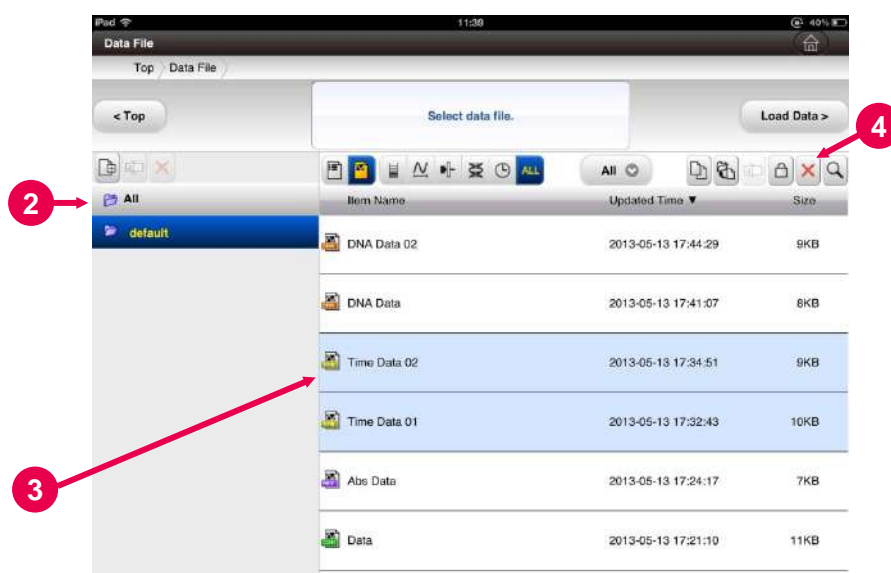 iPad 11:39 40%
Data File
Top Data File
< Top Select data file. Load Data >
4
ALL All
2 All Item Name Updated Time ▼ Size
default
DNA Data 02 2013-05-13 17:44:29 9KB
DNA Data 2013-05-13 17:41:07 8KB
Time Data 02 2013-05-13 17:34:51 9KB
Time Data 01 2013-05-13 17:32:43 10KB
3
Abs Data 2013-05-13 17:24:17 7KB
Data 2013-05-13 17:21:10 11KB